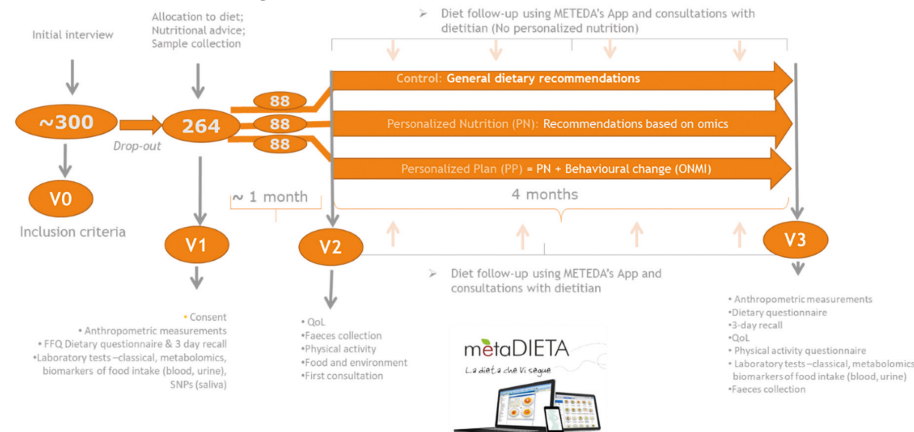 Initial interview
Allocation to diet;
Nutritional advice;
Sample collection
➢ Diet follow-up using METEDA's App and consultations with
dietitian (No personalized nutrition)
Control: General dietary recommendations
~300
Drop-out
264
88
88
88
Personalized Nutrition (PN): Recommendations based on omics
Personalized Plan (PP) = PN + Behavioural change (ONMI)
V0
Inclusion criteria
~ 1 month
4 months
V1
V2
V3
➢ Diet follow-up using METEDA's App and
consultations with dietitian
• Consent
• Anthropometric measurements
• FFQ Dietary questionnaire & 3 day recall
•Laboratory tests –classical, metabolomics,
biomarkers of food intake (blood, urine),
SNPs (saliva)
• QoL
•Faeces collection
•Physical activity
•Food and environment
•First consultation
metaDIETA
La dieta che Vi segue
• Anthropometric measurements
•Dietary questionnaire
•3-day recall
•QoL
• Physical activity questionnaire
• Laboratory tests –classical, metabolomics,
biomarkers of food intake (blood, urine)
•Faeces collection